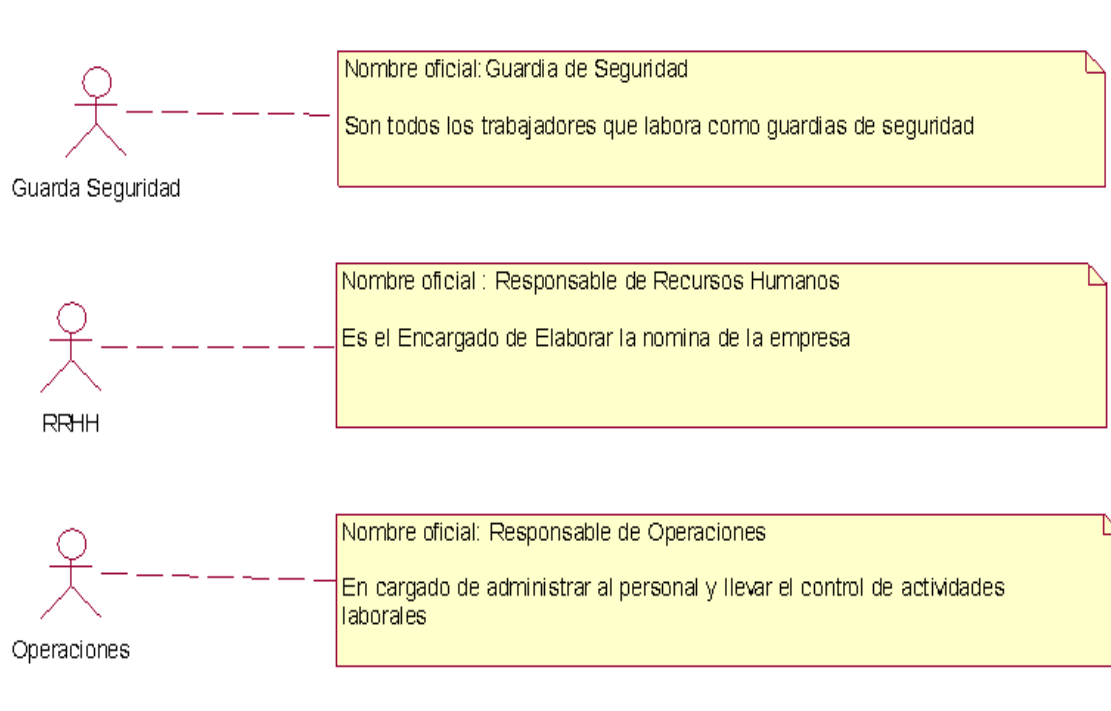 Nombre oficial: Guardia de Seguridad
Son todos los trabajadores que labora como guardias de seguridad
Guarda Seguridad
Nombre oficial : Responsable de Recursos Humanos
Es el Encargado de Elaborar la nomina de la empresa
RRHH
Nombre oficial: Responsable de Operaciones
En cargado de administrar al personal y llevar el control de actividades
laborales
Operaciones